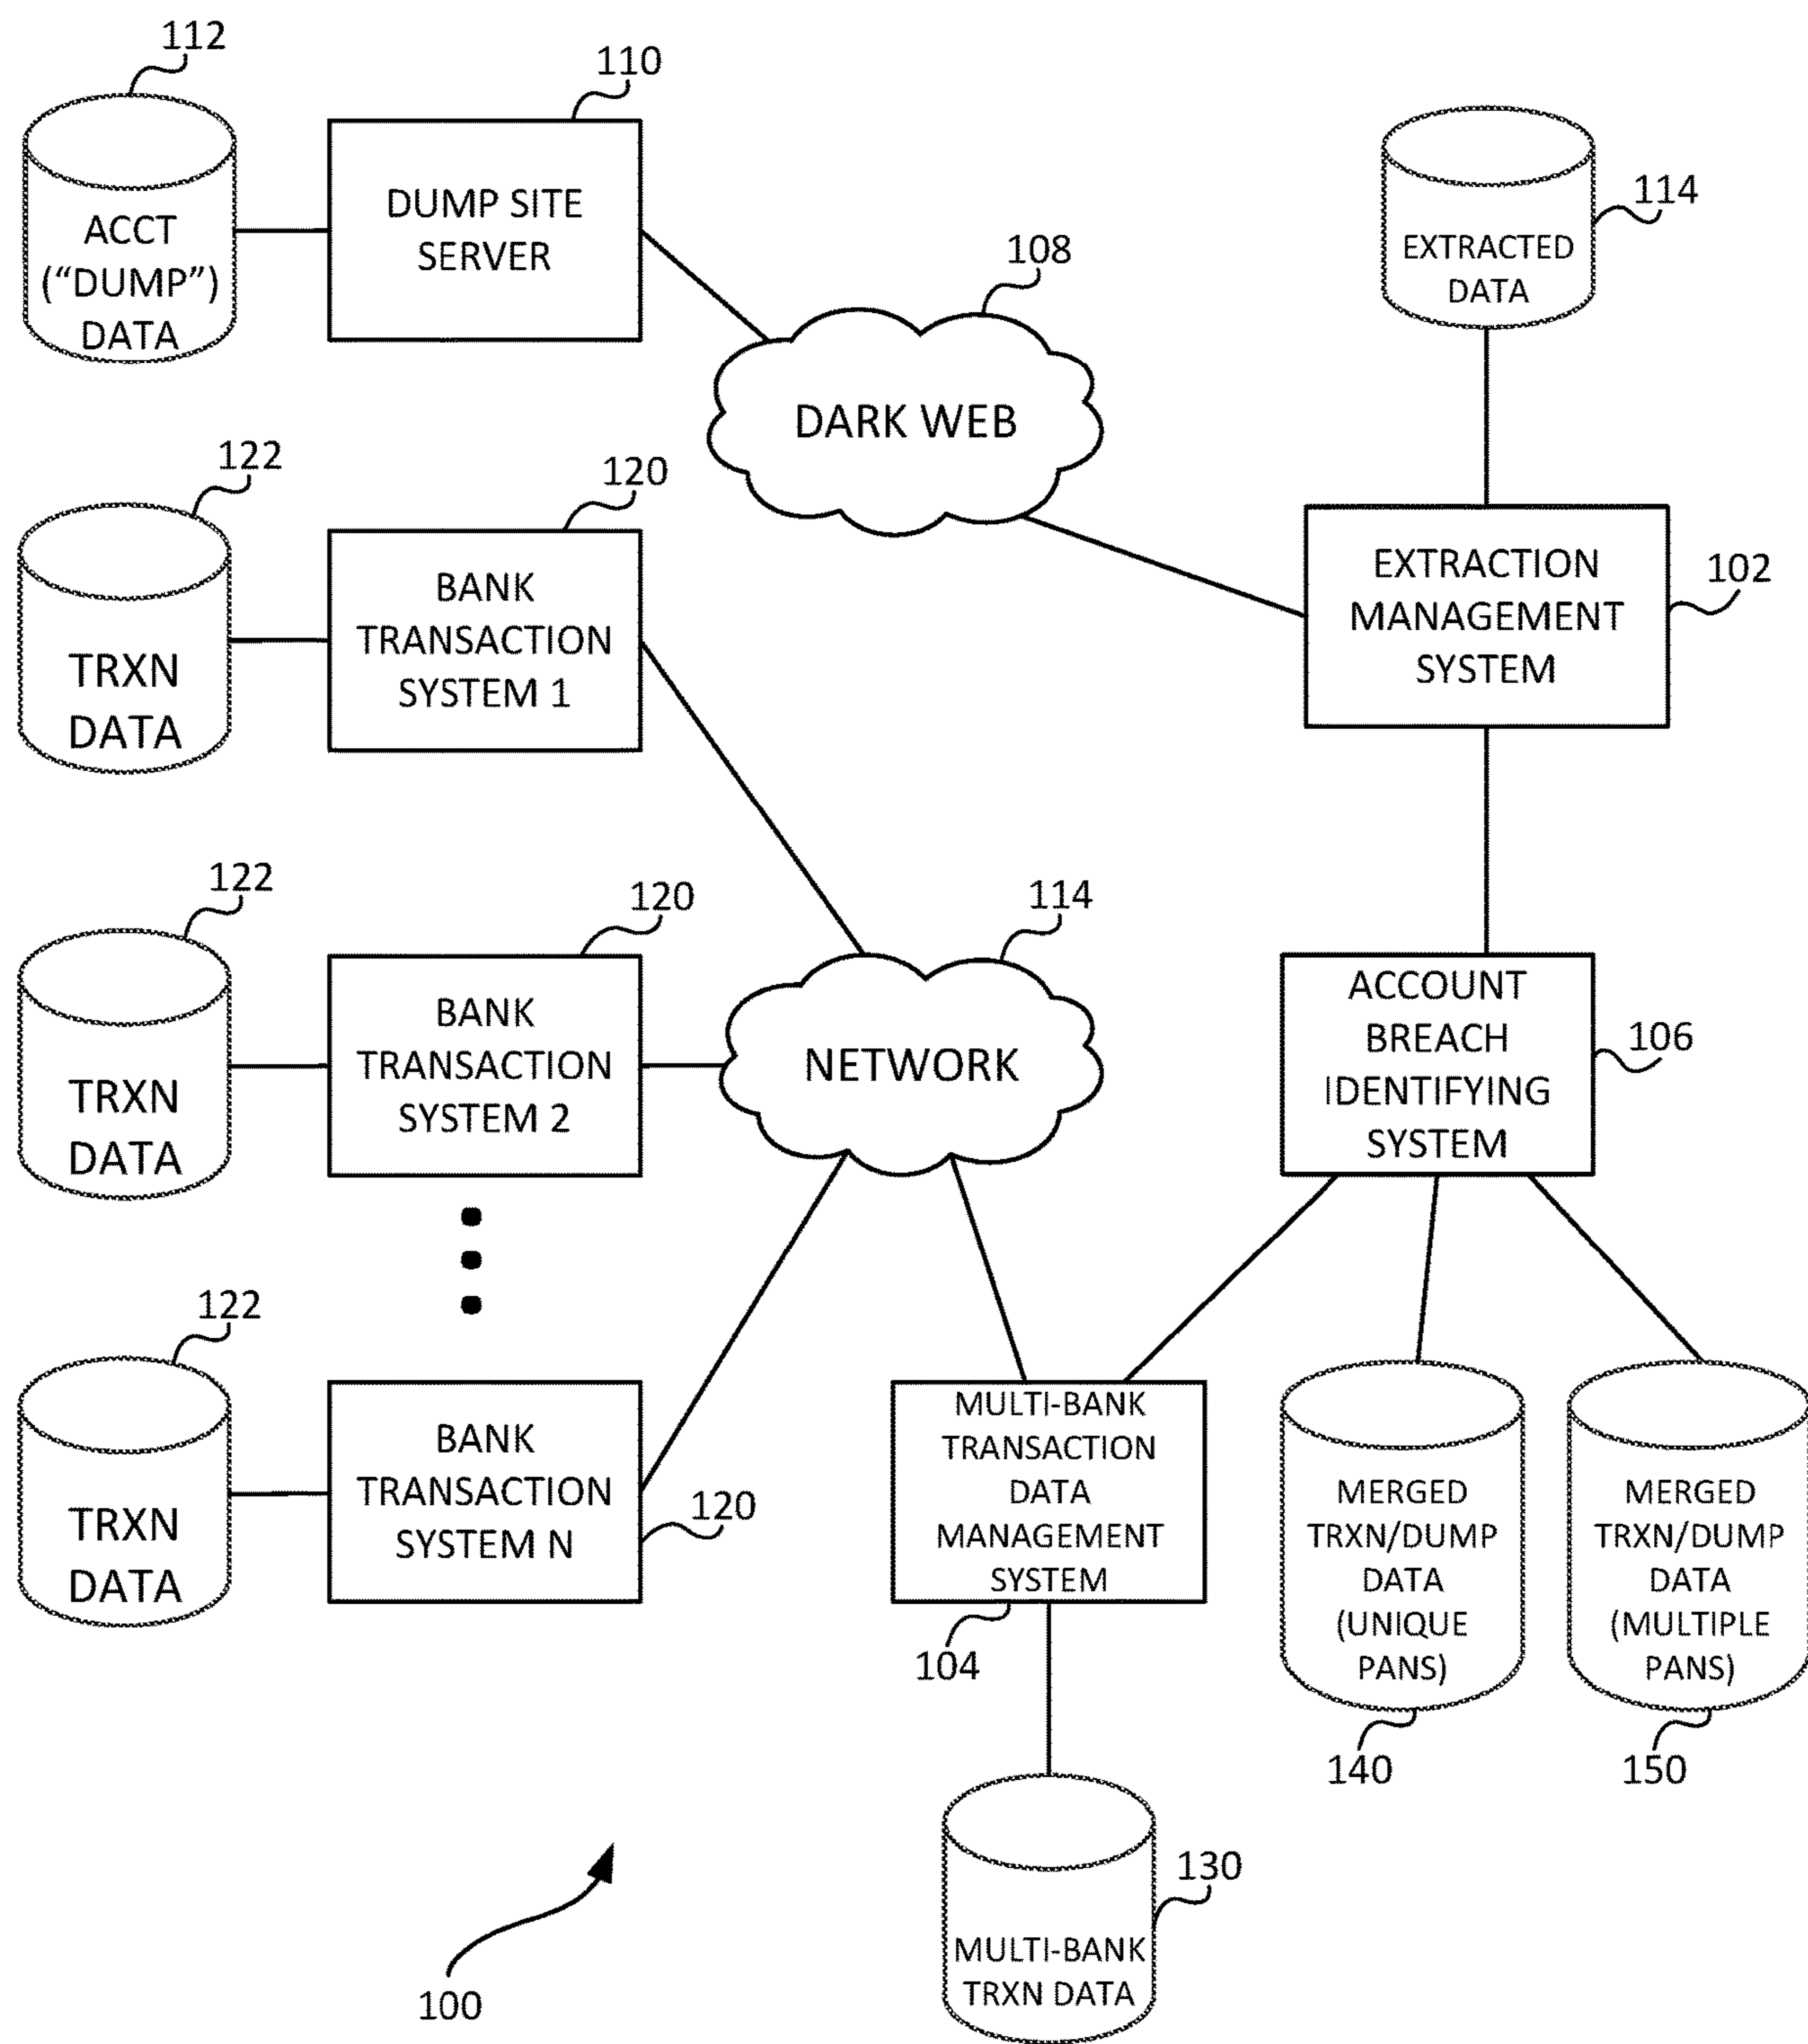 112
110
ACCT
(“DUMP”)
DATA
DUMP SITE
SERVER
108
DARK WEB
114
EXTRACTED
DATA
122
120
TRXN
DATA
BANK
TRANSACTION
SYSTEM 1
EXTRACTION
MANAGEMENT
SYSTEM
102
122
120
TRXN
DATA
BANK
TRANSACTION
SYSTEM 2
114
NETWORK
ACCOUNT
BREACH
IDENTIFYING
SYSTEM
106
122
TRXN
DATA
BANK
TRANSACTION
SYSTEM N
120
MULTI-BANK
TRANSACTION
DATA
MANAGEMENT
SYSTEM
104
MERGED
TRXN/DUMP
DATA
(UNIQUE
PANS)
140
MERGED
TRXN/DUMP
DATA
(MULTIPLE
PANS)
150
130
MULTI-BANK
TRXN DATA
100